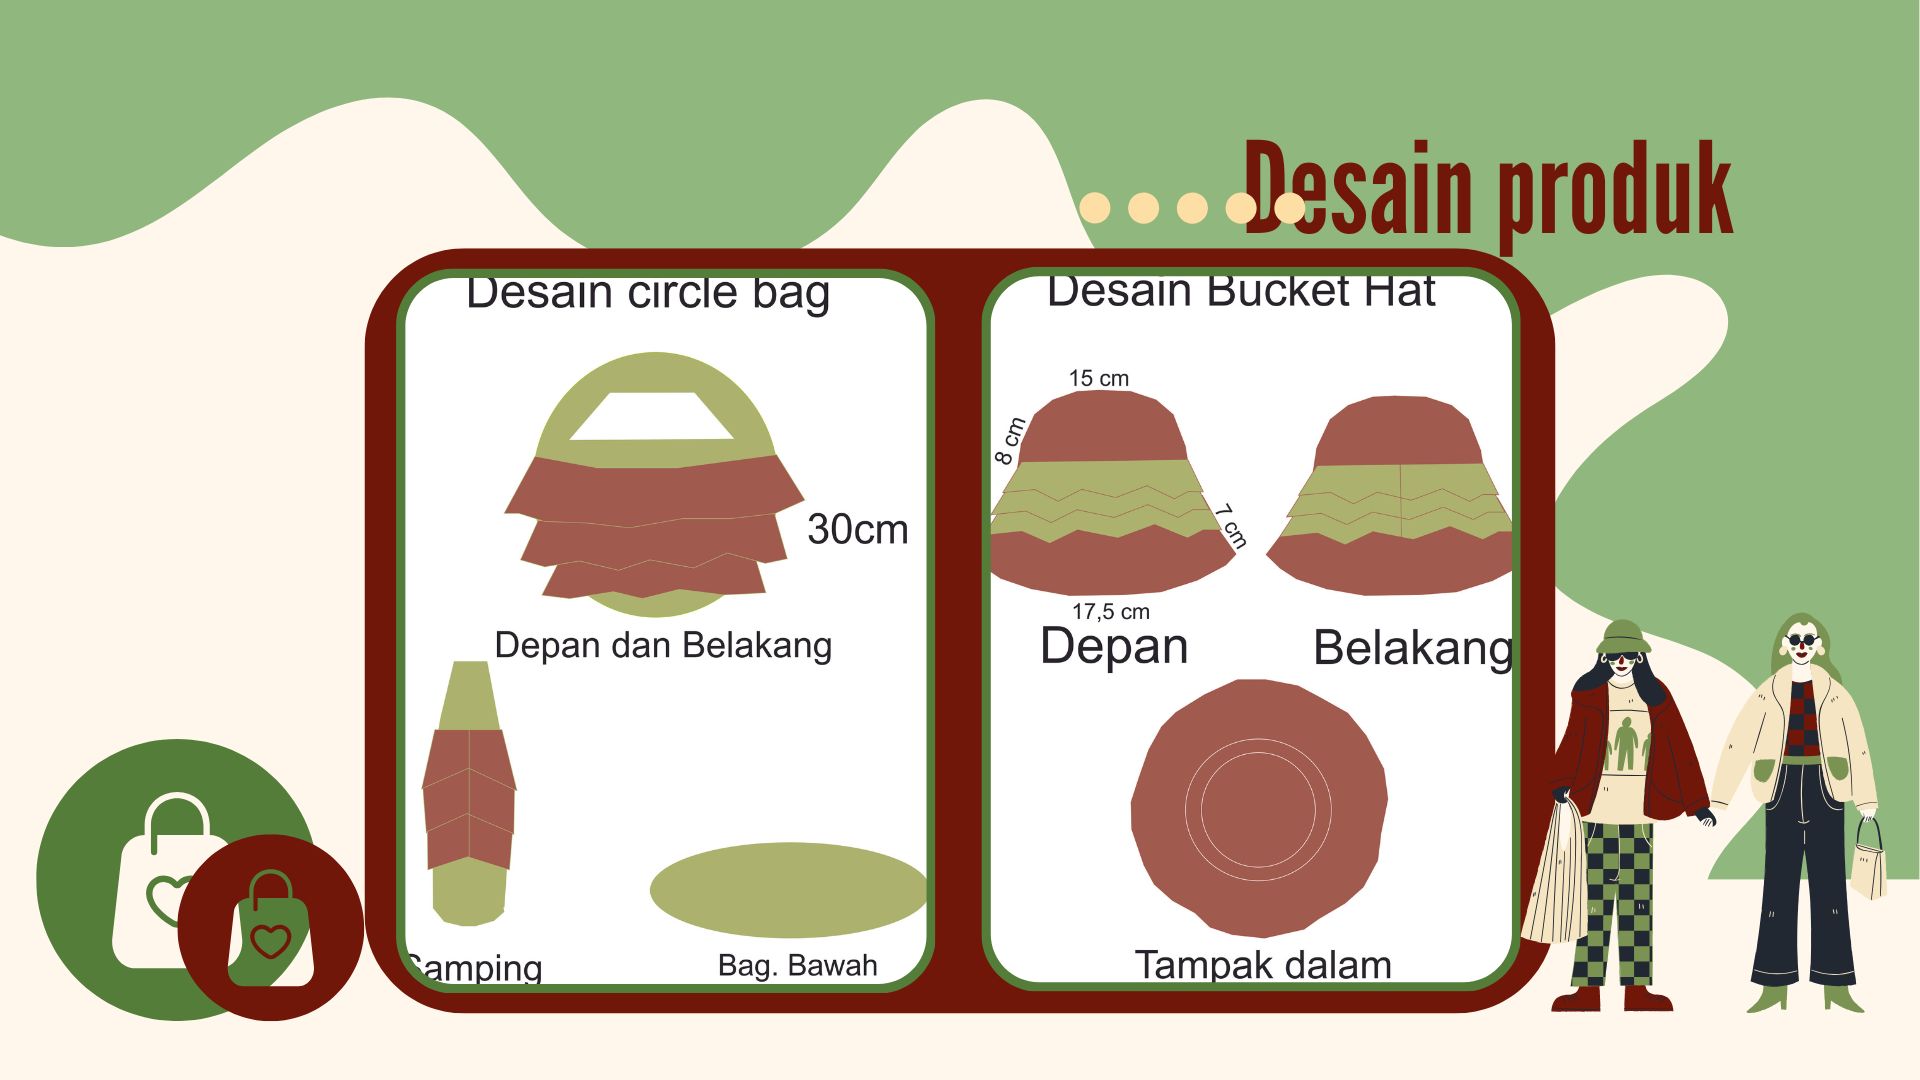 Desain produk
Desain circle bag
30cm
Depan dan Belakang
Samping
Bag. Bawah
Desain Bucket Hat
15 cm
8 cm
7 cm
17,5 cm
Depan
Belakang
Tampak dalam